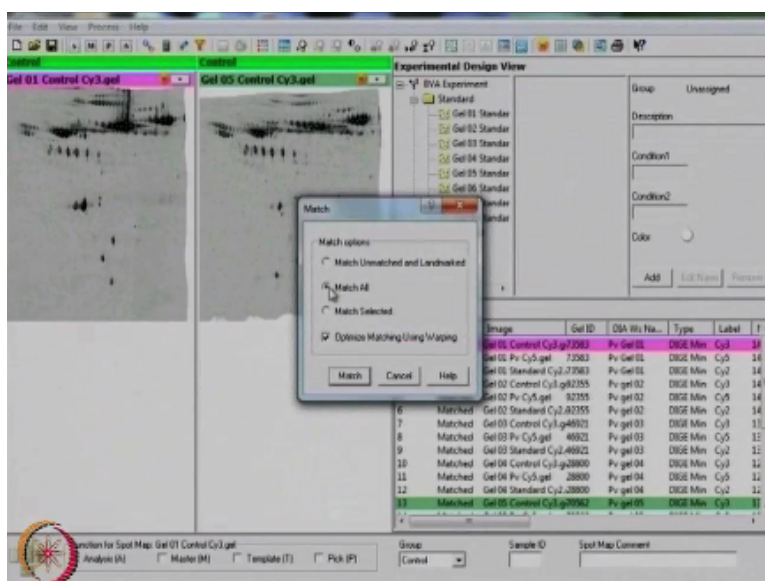 File Edit View Process Help
Control Control
Gel 01 Control Cy3.gel Gel 05 Control Cy3.gel
Experimental Design View
BVA Experiment
Standard
Gel 01 Standar
Gel 02 Standar
Gel 03 Standar
Gel 04 Standar
Gel 05 Standar
Gel 06 Standar
Group Unassigned
Description
Condition1
Condition2
Color
Add Edit Name Remove
Match
Match options
Match Unmatched and Landmarked
Match All
Match Selected
Optimize Matching Using Warping
Match Cancel Help
Image Gel ID DIA Ws Na... Type Label
Gel 01 Control Cy3.g 73583 Pv Gel 01 DIGE Min Cy3
Gel 01 Pv Cy5.gel 73583 Pv Gel 01 DIGE Min Cy5
Gel 01 Standard Cy2. 73583 Pv Gel 01 DIGE Min Cy2
Gel 02 Control Cy3.g 92355 Pv gel 02 DIGE Min Cy3
Gel 02 Pv Cy5.gel 92355 Pv gel 02 DIGE Min Cy5
6 Matched Gel 02 Standard Cy2. 92355 Pv gel 02 DIGE Min Cy2
7 Matched Gel 03 Control Cy3.g 46921 Pv gel 03 DIGE Min Cy3
8 Matched Gel 03 Pv Cy5.gel 46921 Pv gel 03 DIGE Min Cy5
9 Matched Gel 03 Standard Cy2. 46921 Pv gel 03 DIGE Min Cy2
10 Matched Gel 04 Control Cy3.g 28800 Pv gel 04 DIGE Min Cy3
11 Matched Gel 04 Pv Cy5.gel 28800 Pv gel 04 DIGE Min Cy5
12 Matched Gel 04 Standard Cy2. 28800 Pv gel 04 DIGE Min Cy2
13 Matched Gel 05 Control Cy3.g 20562 Pv gel 05 DIGE Min Cy3
Function for Spot Map: Gel 01 Control Cy3.gel
Analysis (A) Master (M) Template (T) Pick (P)
Group Sample ID Spot Map Comment
Control